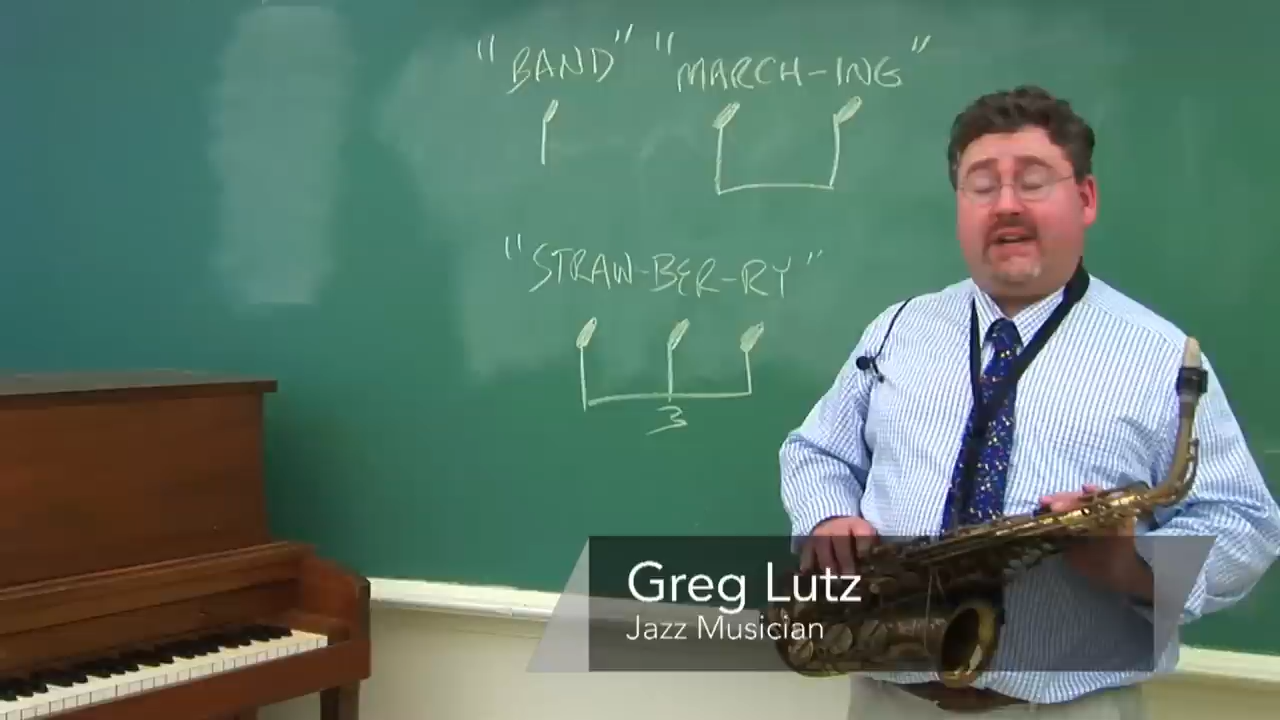 "BAND" "MARCH-ING"
"STRAW-BER-RY"
3
Greg Lutz
Jazz Musician